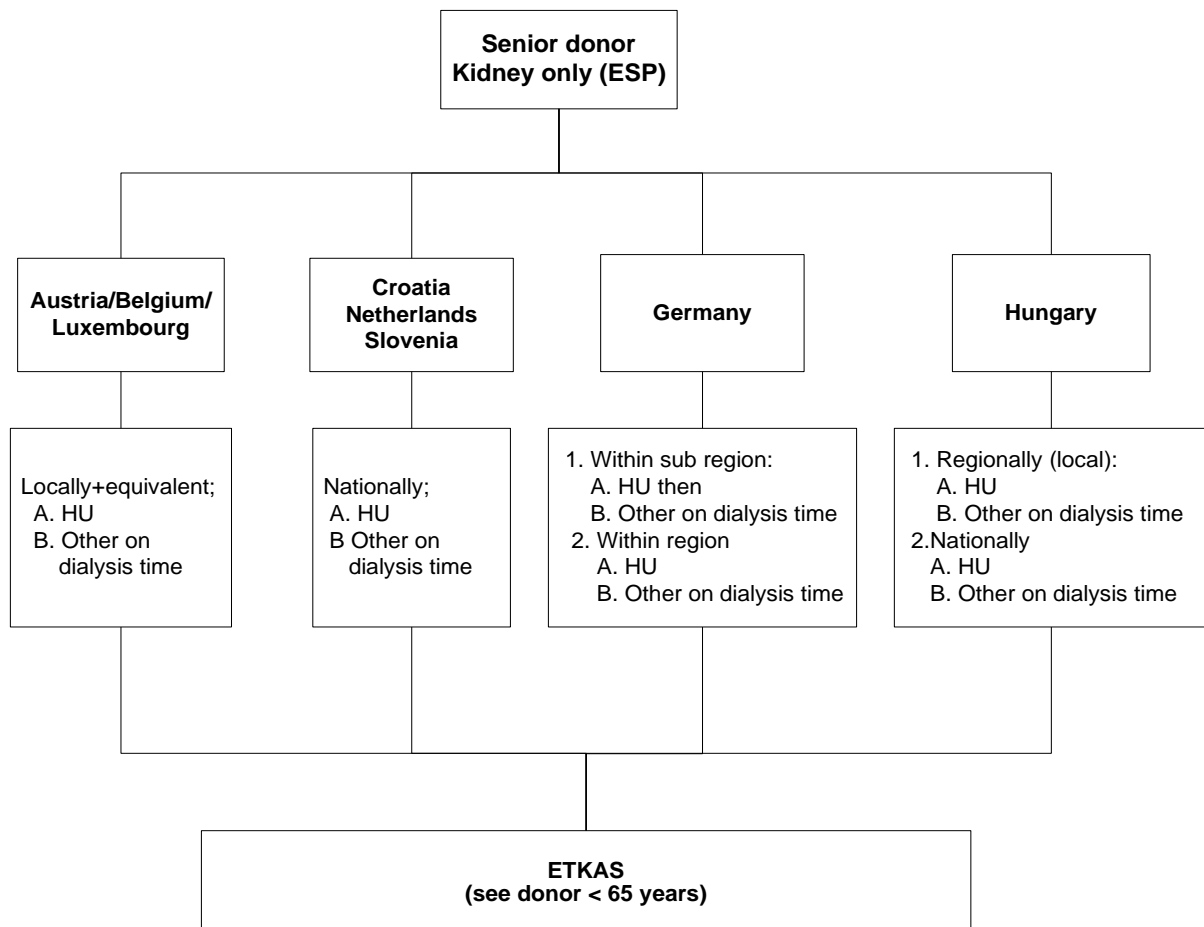 Senior donor
Kidney only (ESP)
Austria/Belgium/
Luxembourg
Croatia
Netherlands
Slovenia
Germany
Hungary
Locally+equivalent;
A. HU
B. Other on
dialysis time
Nationally;
A. HU
B Other on
dialysis time
1. Within sub region:
A. HU then
B. Other on dialysis time
2. Within region
A. HU
B. Other on dialysis time
1. Regionally (local):
A. HU
B. Other on dialysis time
2.Nationally
A. HU
B. Other on dialysis time
ETKAS
(see donor < 65 years)